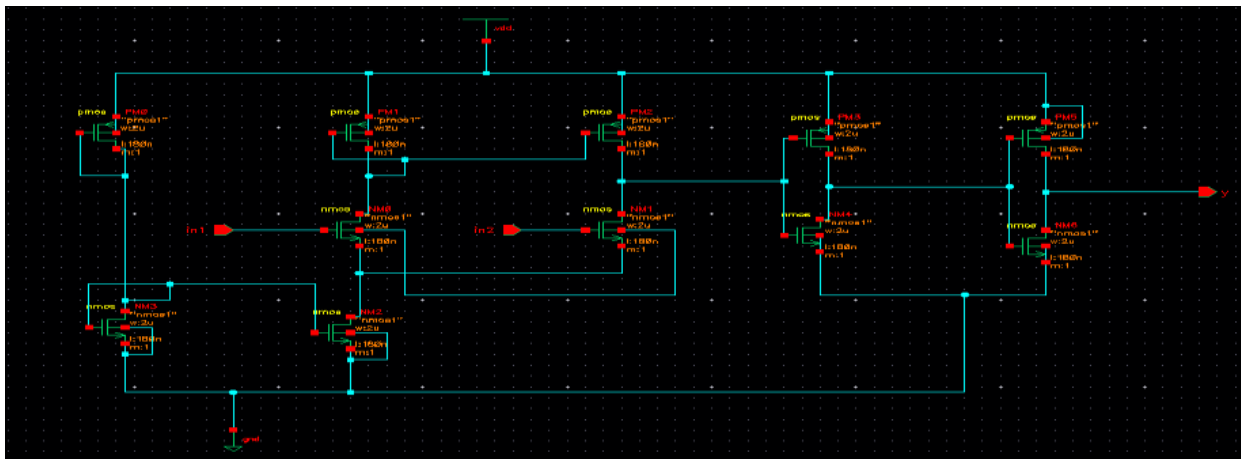 vdd
pmos
PM0
"pmos1"
w:2u
l:180n
m:1
pmos
PM1
"pmos1"
w:2u
l:180n
m:1
pmos
PM2
"pmos1"
w:2u
l:180n
m:1
pmos
PM3
"pmos1"
w:2u
l:180n
m:1
pmos
"pmos1"
w:2u
l:180n
m:1
y
in1
nmos
NM0
"nmos1"
w:2u
l:180n
m:1
in2
nmos
NM1
"nmos1"
w:2u
l:180n
m:1
nmos
NM4
"nmos1"
w:2u
l:180n
m:1
nmos
"nmos1"
w:2u
l:180n
m:1
nmos
NM3
"nmos1"
w:2u
l:180n
m:1
nmos
NM2
"nmos1"
w:2u
l:180n
m:1
gnd